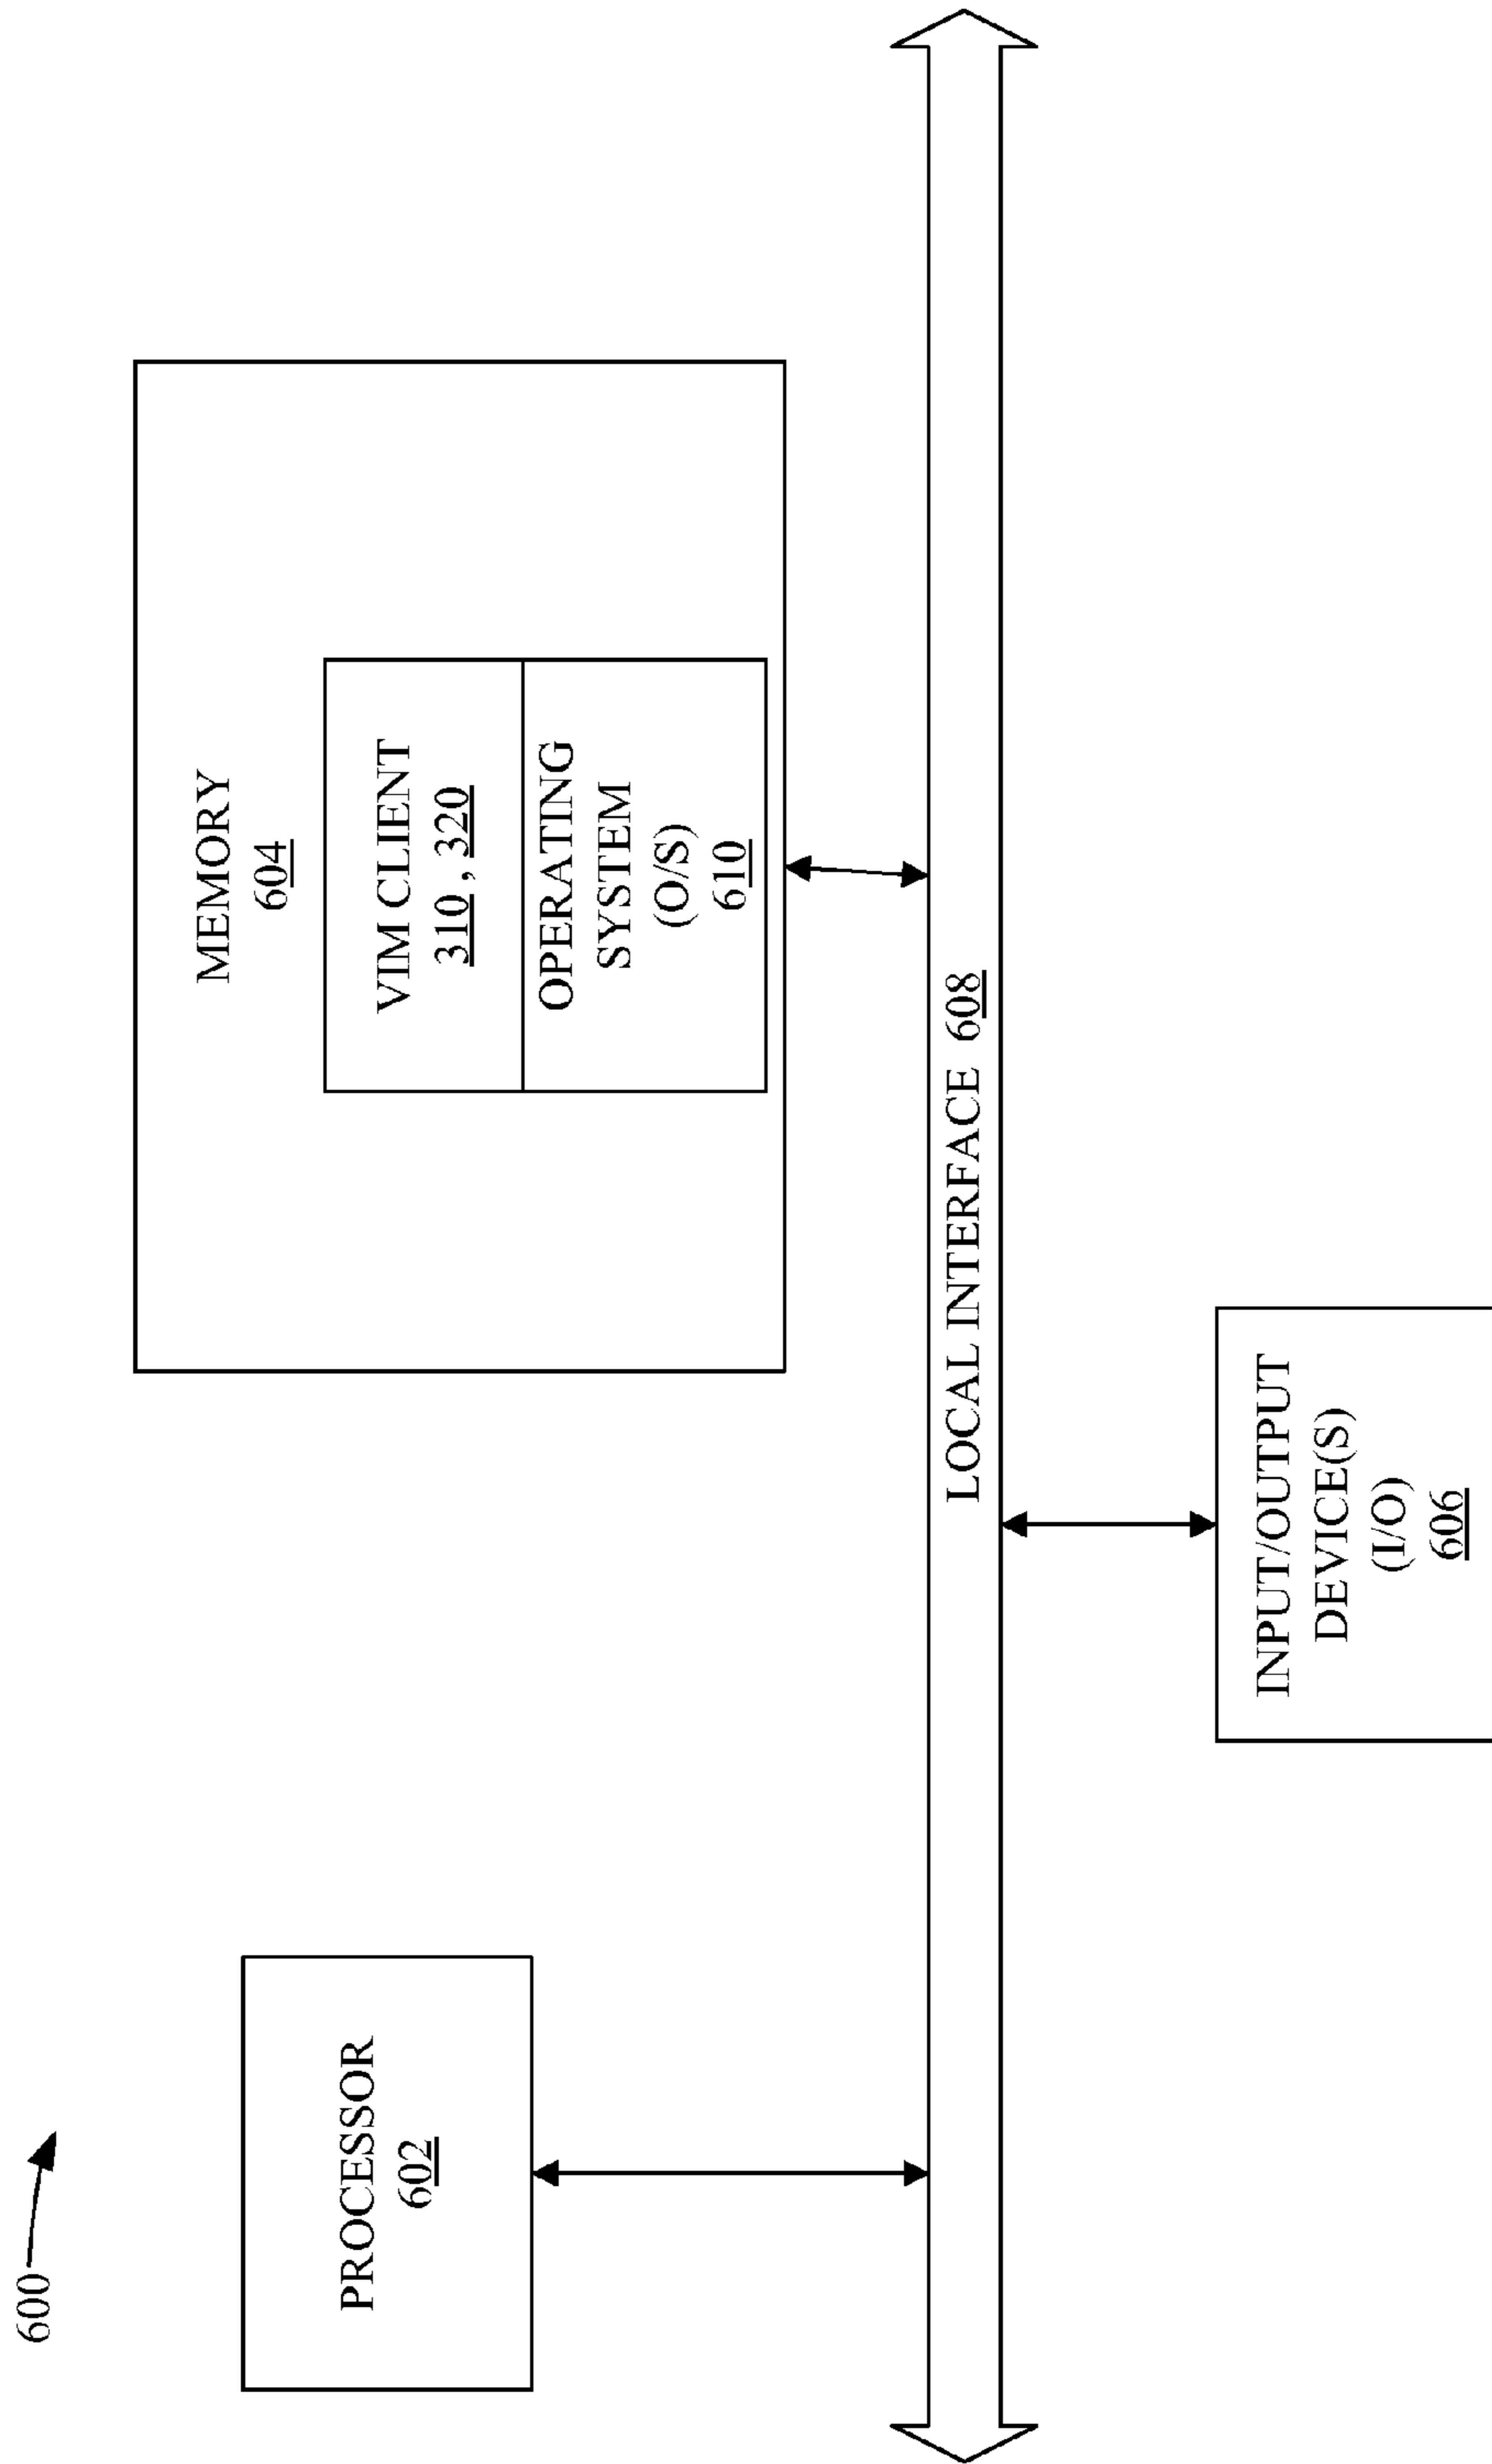 600
PROCESSOR
602
MEMORY
604
VIM CLIENT
310 , 320
OPERATING
SYSTEM
(O/S)
610
LOCAL INTERFACE 608
INPUT/OUTPUT
DEVICE(S)
(I/O)
606